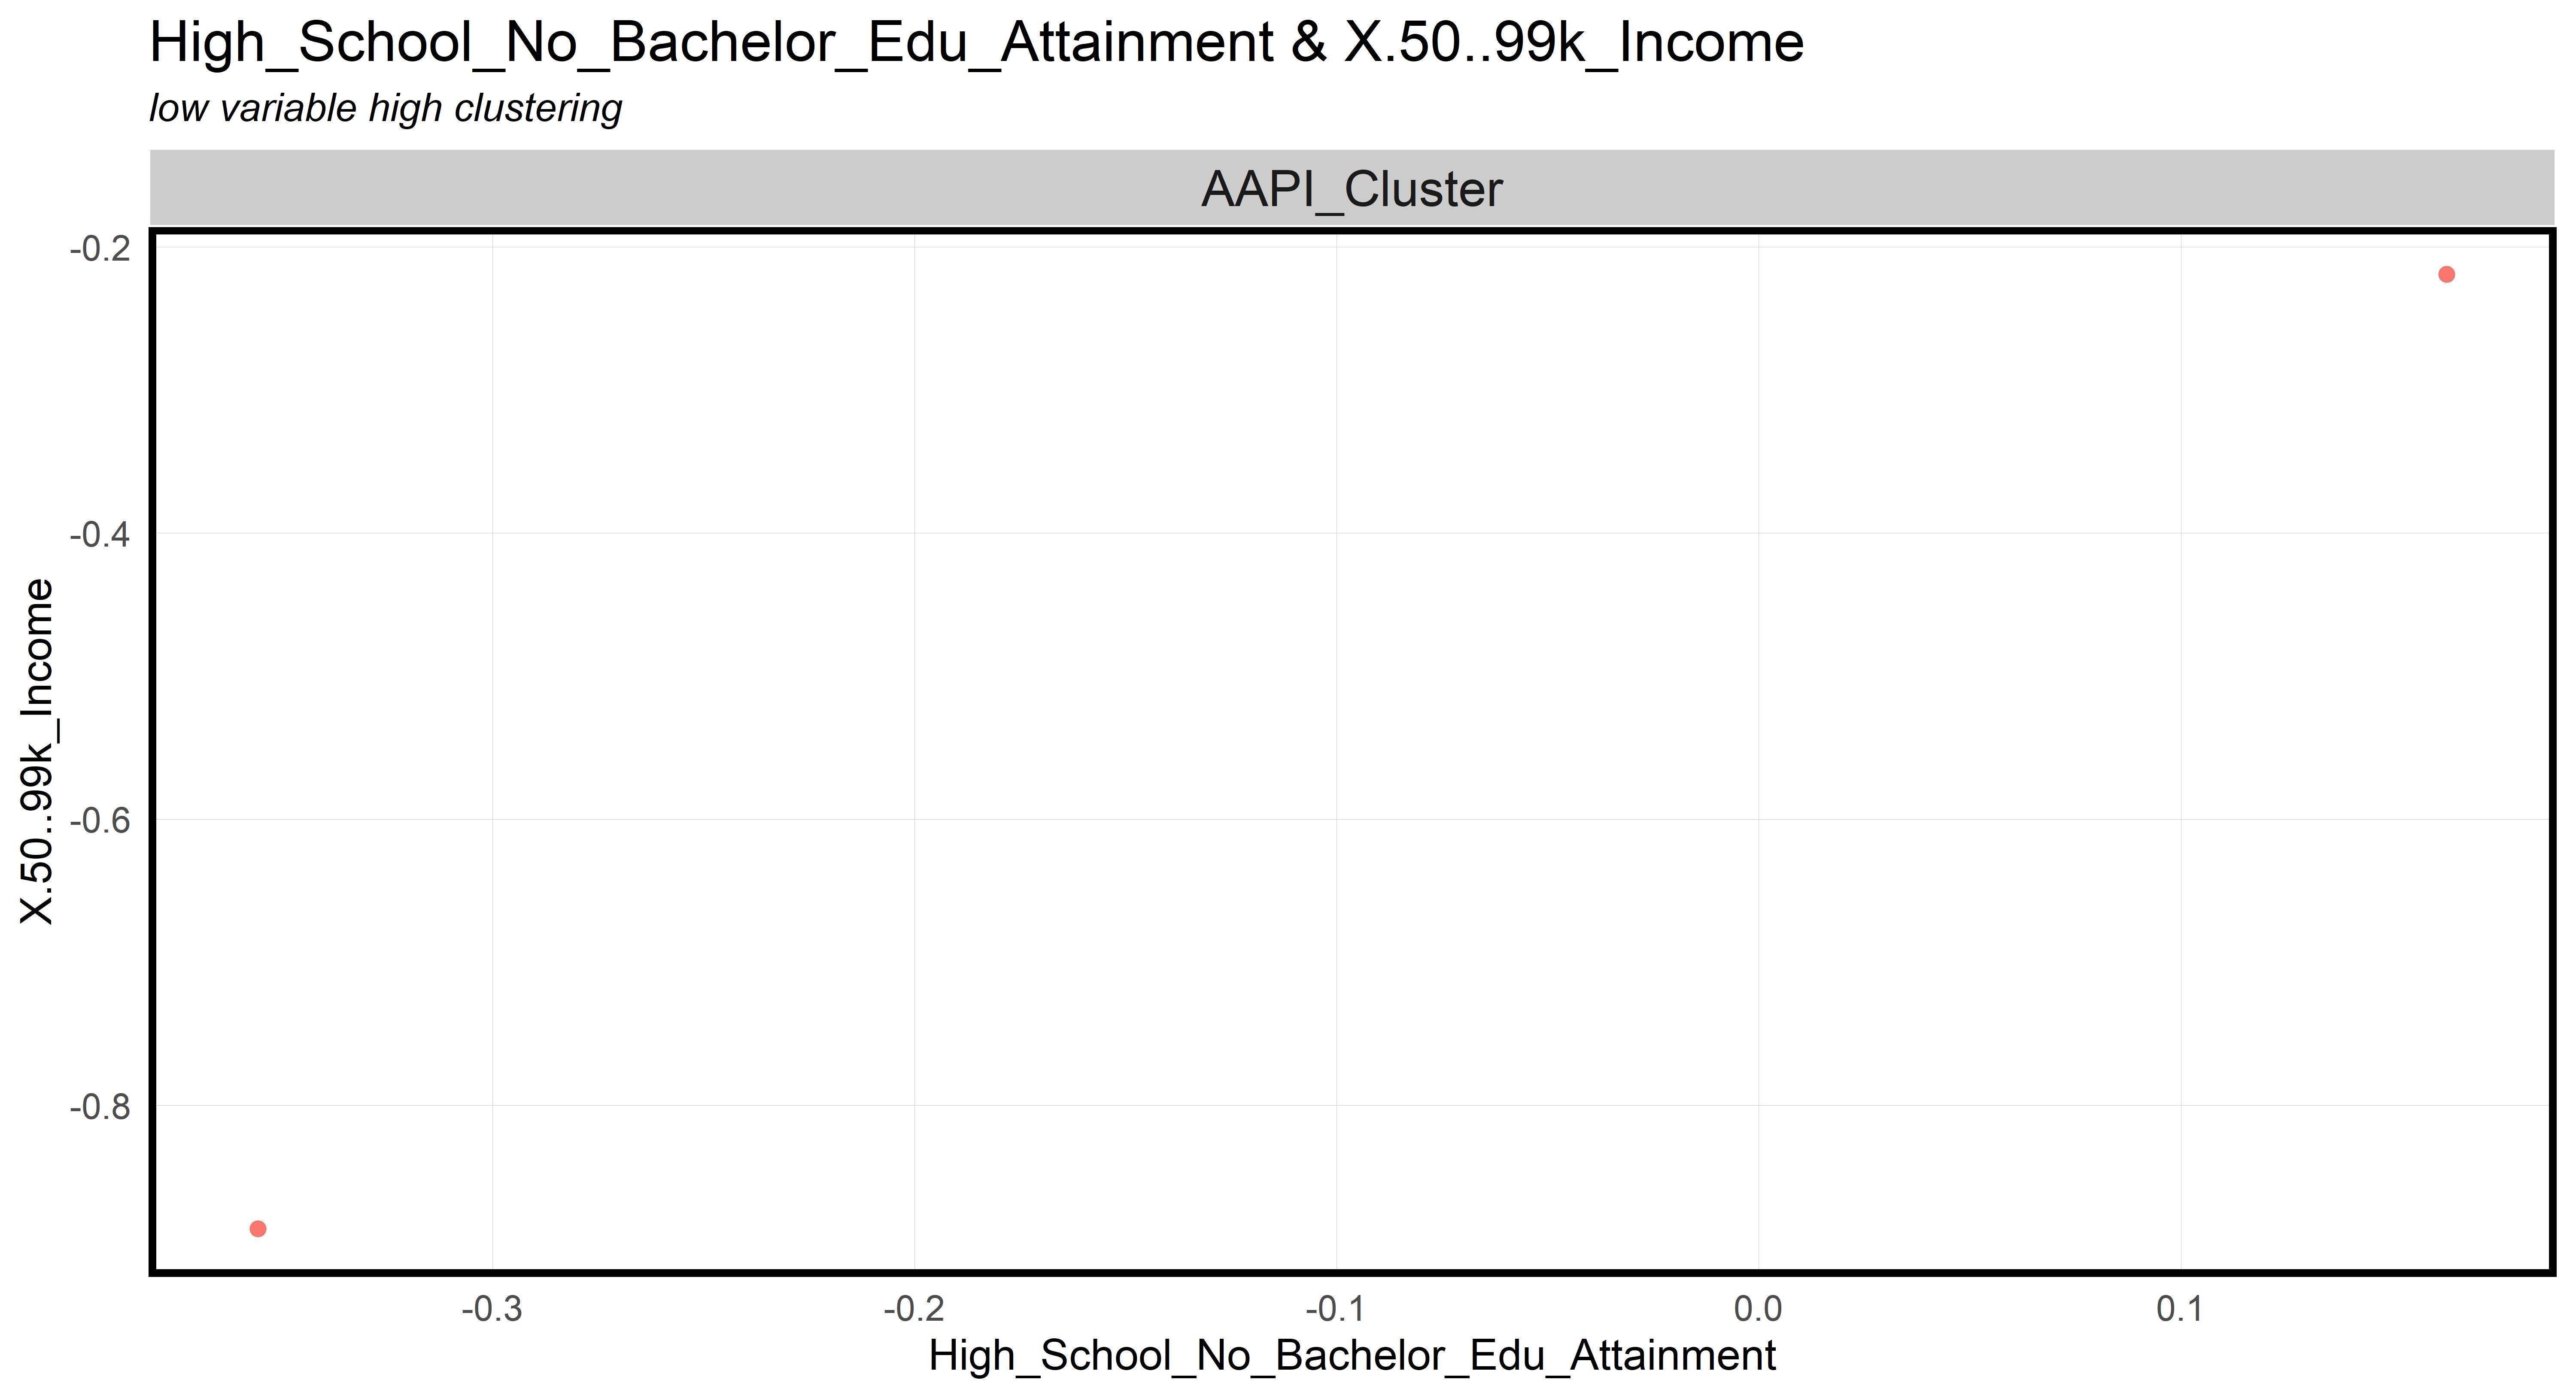 High_School_No_Bachelor_Edu_Attainment & X.50..99k_Income
low variable high clustering
AAPI_Cluster
-0.2
-0.4
-0.6
-0.8
X.50..99k_Income
-0.3 -0.2 -0.1 0.0 0.1
High_School_No_Bachelor_Edu_Attainment